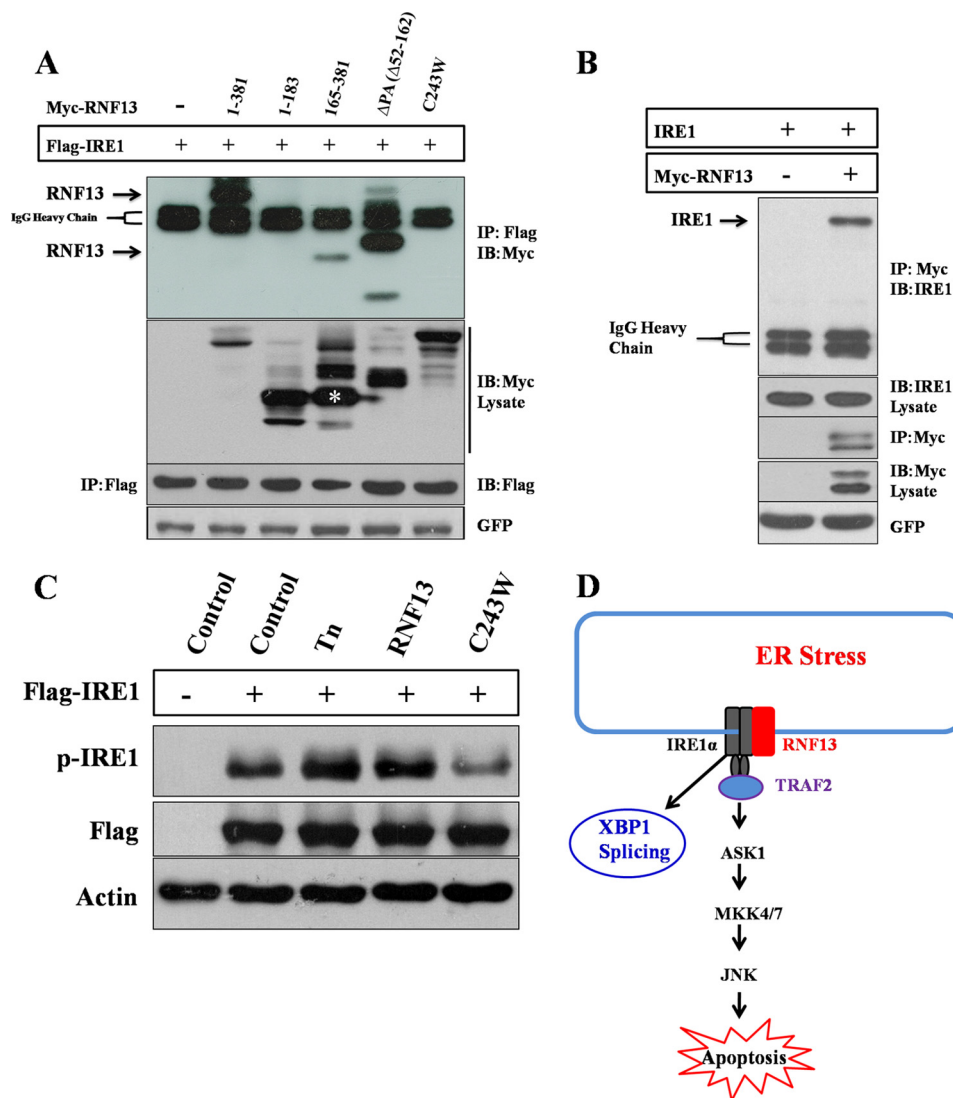 A
Myc-RNF13
-
1-381
1-183
165-381
ΔPA (Δ52-162)
C243W
Flag-IRE1
+ + + + + +
RNF13
IgG Heavy Chain
RNF13
IP: Flag
IB: Myc
*
IB:Myc
Lysate
IP:Flag
IB:Flag
GFP
B
IRE1 + +
Myc-RNF13 - +
IRE1
IgG Heavy
Chain
IP: Myc
IB:IRE1
IB:IRE1
Lysate
IP:Myc
IB:Myc
Lysate
GFP
C
Control
Control
Tn
RNF13
C243W
Flag-IRE1 - + + + +
p-IRE1
Flag
Actin
D
ER Stress
IRE1α
RNF13
TRAF2
XBP1
Splicing
ASK1
MKK4/7
JNK
Apoptosis